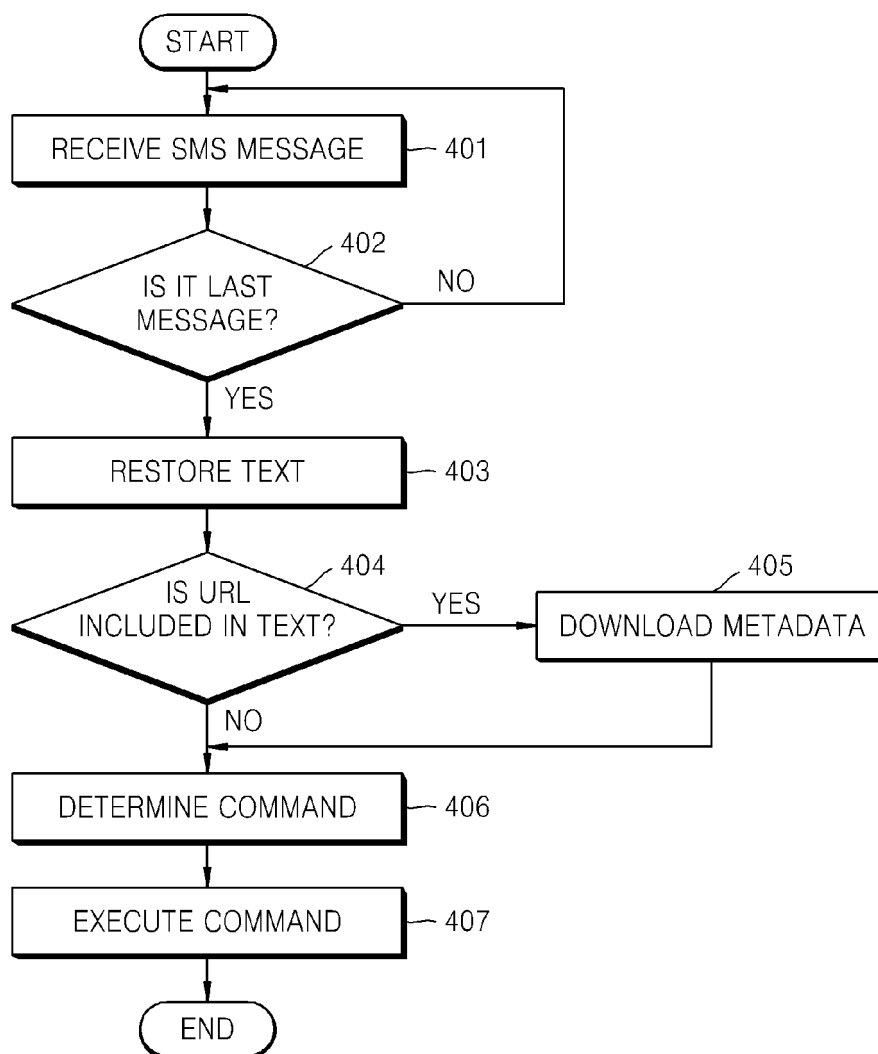 START
RECEIVE SMS MESSAGE
401
402
IS IT LAST
MESSAGE?
NO
YES
RESTORE TEXT
403
404
IS URL
INCLUDED IN TEXT?
YES
405
DOWNLOAD METADATA
NO
DETERMINE COMMAND
406
EXECUTE COMMAND
407
END